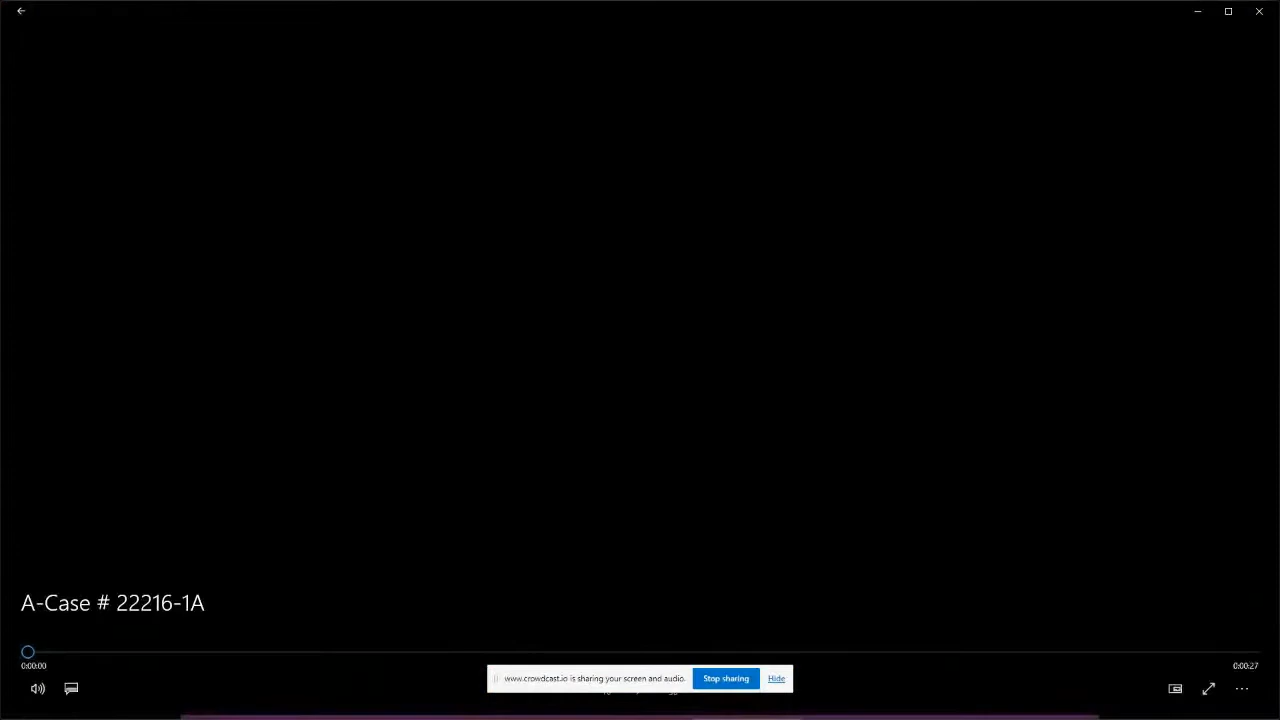 A-Case # 22216-1A
0:00:00
0:00:27
www.crowdcast.io is sharing your screen and audio.
Stop sharing
Hide